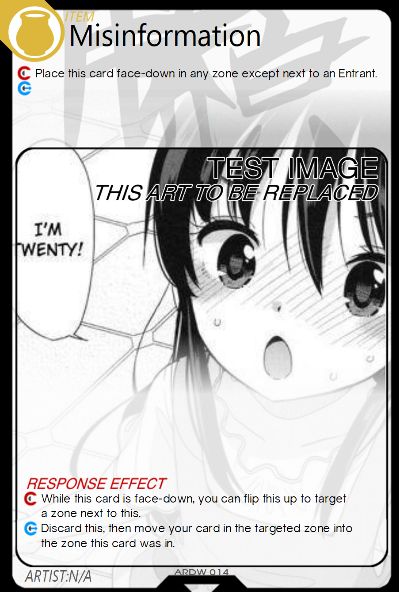 ITEM
Misinformation
C Place this card face-down in any zone except next to an Entrant.
TEST IMAGE
THIS ART TO BE REPLACED
I'M
WENTY!
RESPONSE EFFECT
C While this card is face-down, you can flip this up to target
a zone next to this.
Discard this, then move your card in the targeted zone into
the zone this card was in.
ARTIST:N/A
ARDW 014